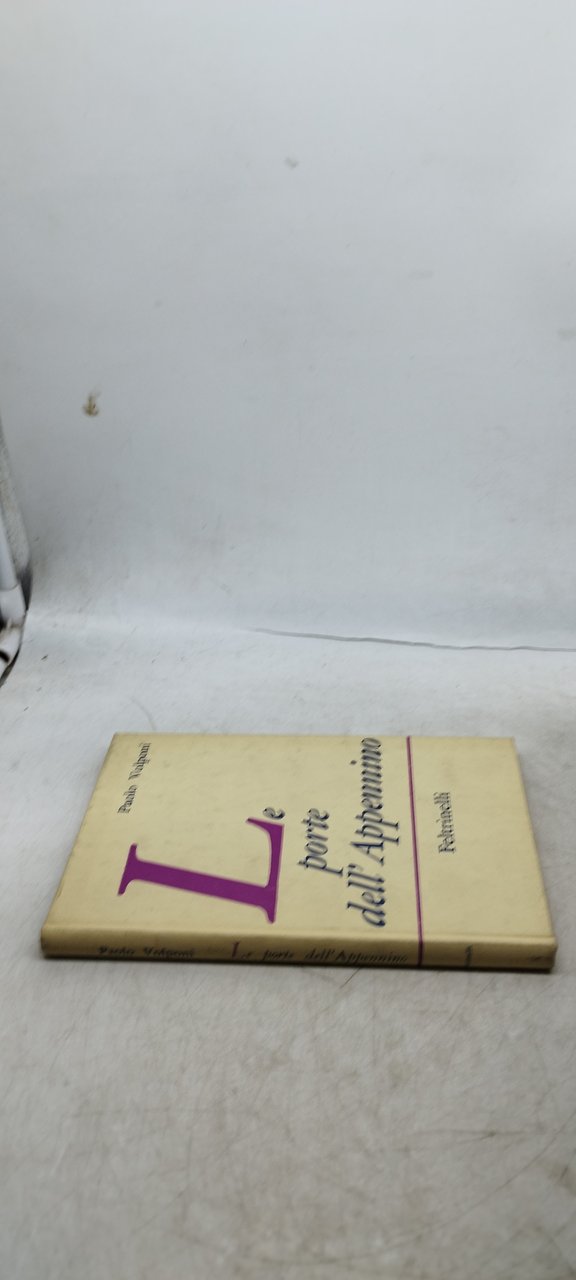 Paolo Volponi
Le
porte
dell'Appennino
Feltrinelli
Paolo Volponi Le porte dell'Appennino